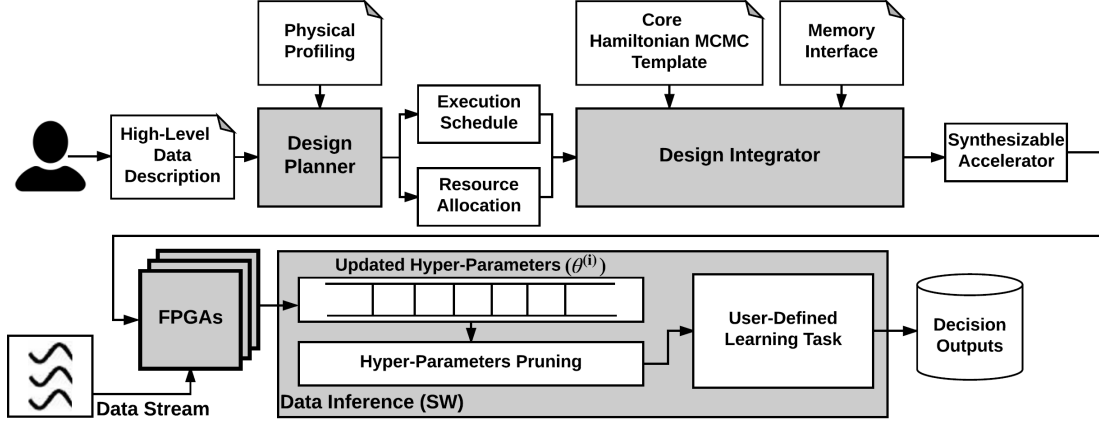 Physical
Profiling
Core
Hamiltonian MCMC
Template
Memory
Interface
High-Level
Data
Description
Design
Planner
Execution
Schedule
Resource
Allocation
Design Integrator
Synthesizable
Accelerator
FPGAs
Data Stream
Updated Hyper-Parameters (θ⁽ⁱ⁾)
Hyper-Parameters Pruning
User-Defined
Learning Task
Decision
Outputs
Data Inference (SW)